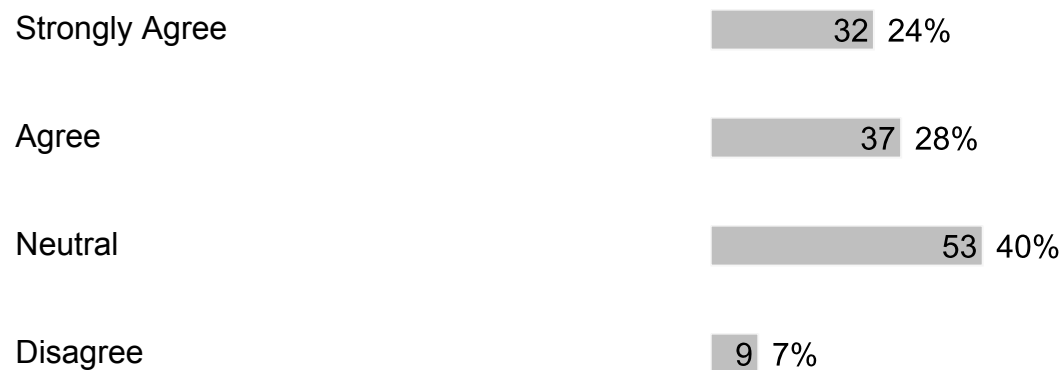 Strongly Agree 32 24%
Agree 37 28%
Neutral 53 40%
Disagree 9 7%